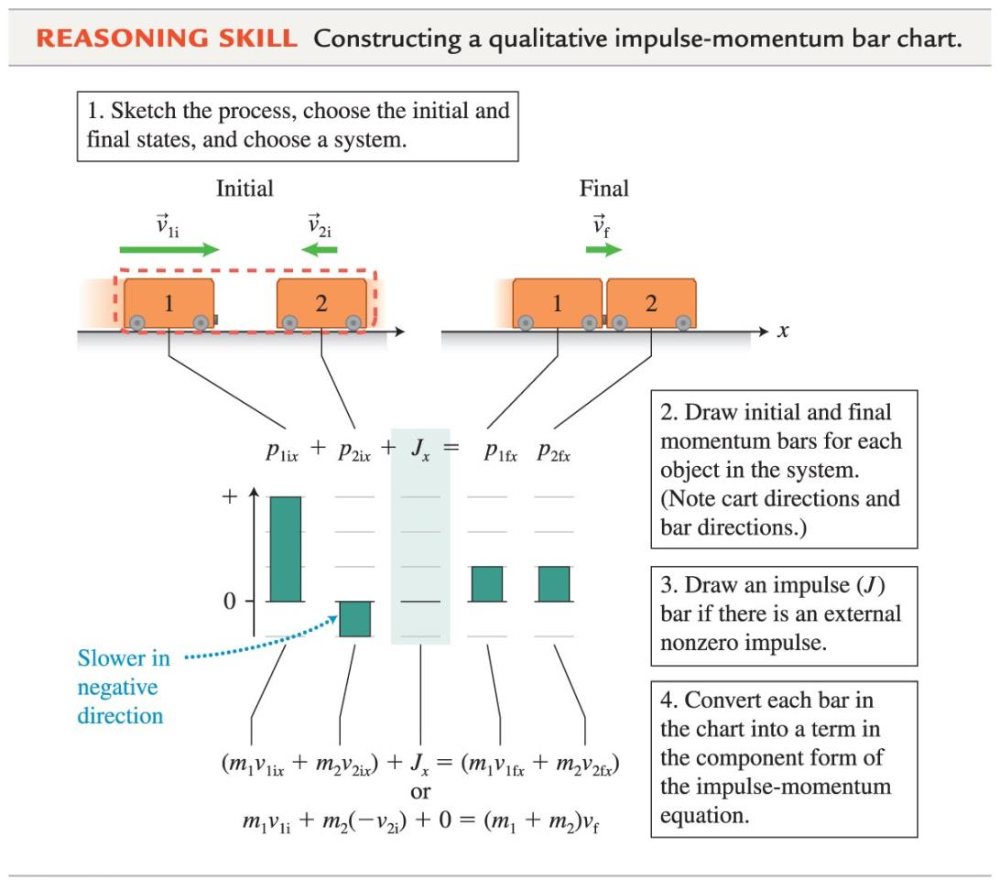 REASONING SKILL Constructing a qualitative impulse-momentum bar chart.
1. Sketch the process, choose the initial and
final states, and choose a system.
Initial
Final
v⃗1i
v⃗2i
v⃗f
1
2
1
2
x
p1ix + p2ix + Jx = p1fx p2fx
+
0
Slower in
negative
direction
2. Draw initial and final
momentum bars for each
object in the system.
(Note cart directions and
bar directions.)
3. Draw an impulse (J)
bar if there is an external
nonzero impulse.
4. Convert each bar in
the chart into a term in
the component form of
the impulse-momentum
equation.
(m1v1ix + m2v2ix) + Jx = (m1v1fx + m2v2fx)
or
m1v1i + m2(−v2i) + 0 = (m1 + m2)vf